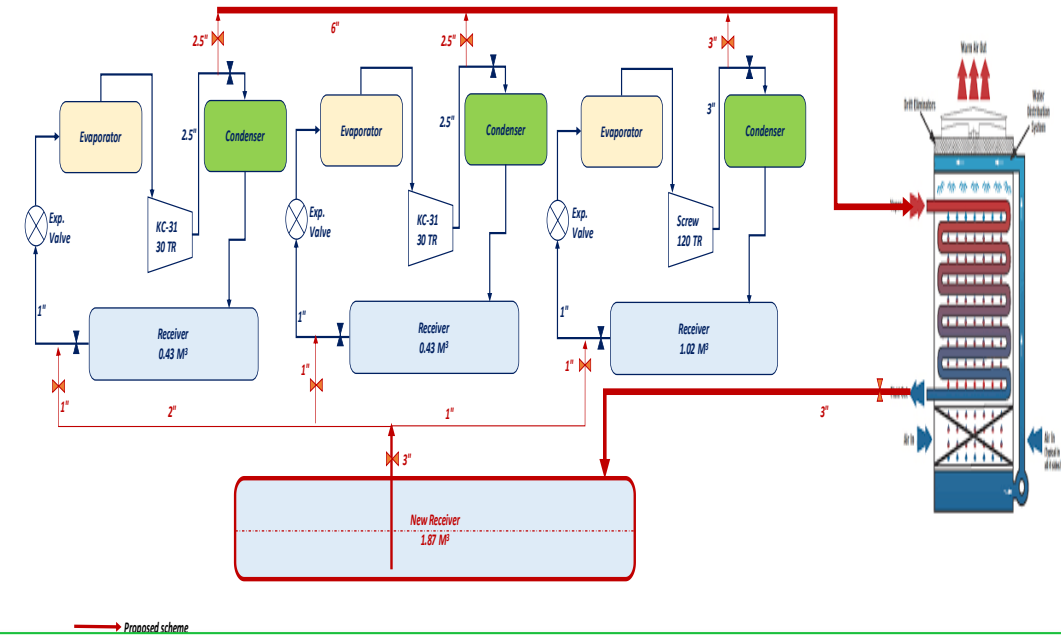 6"
2.5"
2.5"
3"
Warm Air Out
Drift Eliminators
Water
Distribution
System
Evaporator
2.5"
Condenser
Evaporator
2.5"
Condenser
Evaporator
3"
Condenser
Exp.
Valve
KC-31
30 TR
Exp.
Valve
KC-31
30 TR
Exp.
Valve
Screw
120 TR
1"
Receiver
0.43 M³
1"
Receiver
0.43 M³
1"
Receiver
1.02 M³
1"
1"
1"
2"
1"
3"
3"
Air In
Air In
New Receiver
1.87 M³
Proposed scheme